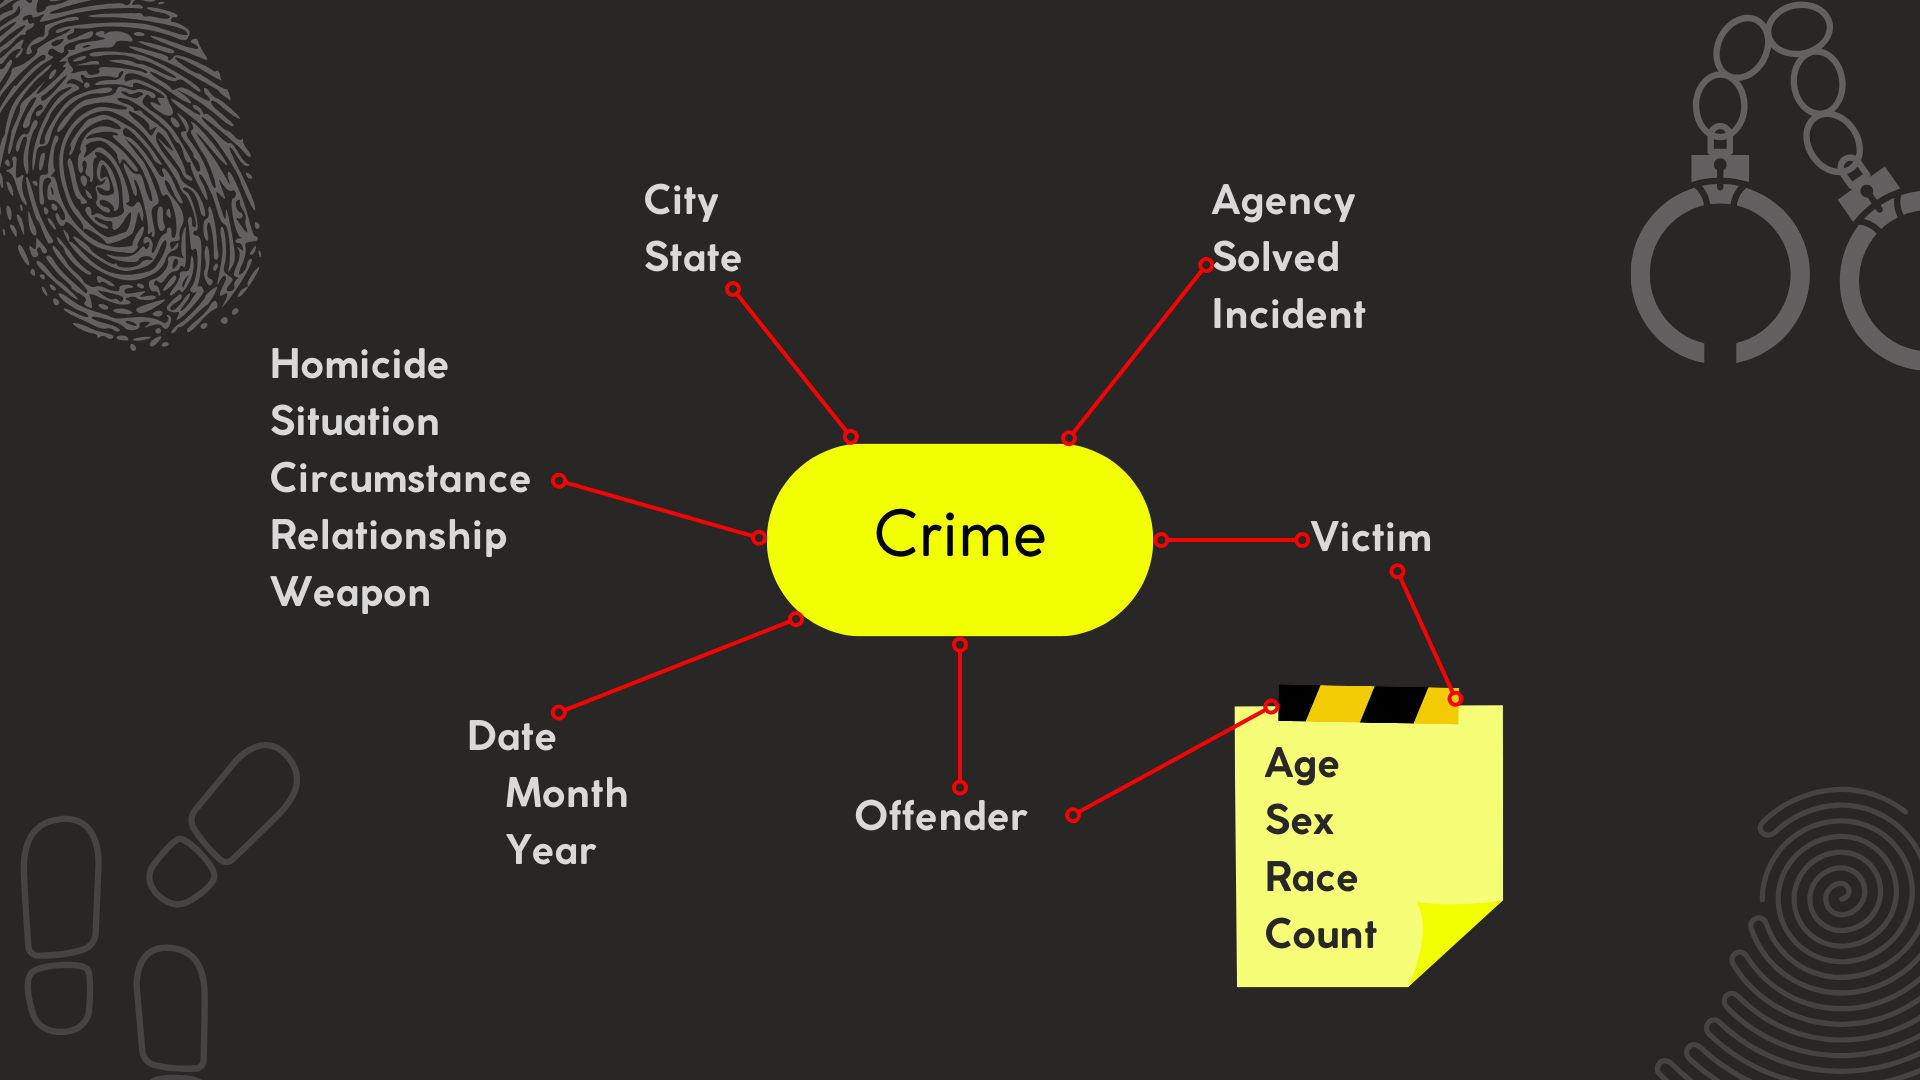 City
State
Agency
Solved
Incident
Homicide
Situation
Circumstance
Relationship
Weapon
Crime
Victim
Date
Month
Year
Offender
Age
Sex
Race
Count